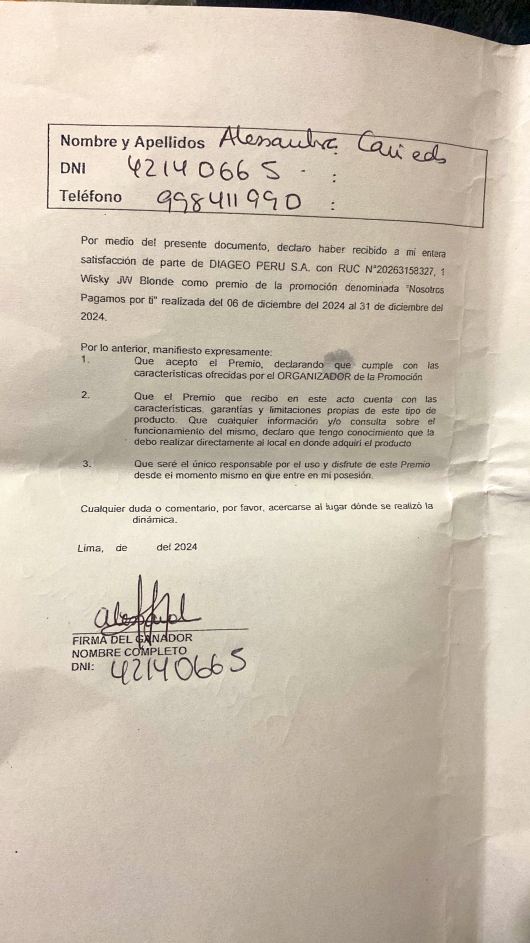 Nombre y Apellidos Alessandra Caviedo
DNI 42140665 - :
Teléfono 998411990 :
Por medio del presente documento, declaro haber recibido a mi entera
satisfacción de parte de DIAGEO PERU S.A. con RUC N°20263158327, 1
Wisky JW Blonde como premio de la promoción denominada "Nosotros
Pagamos por ti" realizada del 06 de diciembre del 2024 al 31 de diciembre del
2024.
Por lo anterior, manifiesto expresamente:
1. Que acepto el Premio, declarando que cumple con las
características ofrecidas por el ORGANIZADOR de la Promoción
2. Que el Premio que recibo en este acto cuenta con las
características, garantías y limitaciones propias de este tipo de
producto. Que cualquier información y/o consulta sobre el
funcionamiento del mismo, declaro que tengo conocimiento que la
debo realizar directamente al local en donde adquirí el producto
3. Que seré el único responsable por el uso y disfrute de este Premio
desde el momento mismo en que entre en mi posesión.
Cualquier duda o comentario, por favor, acercarse al lugar dónde se realizó la
dinámica.
Lima, de del 2024
FIRMA DEL GANADOR
NOMBRE COMPLETO
DNI: 42140665